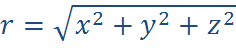 r = √(x² + y² + z²)